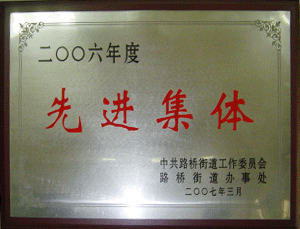 二〇〇六年度
先进集体
中共路桥街道工作委员会
路桥街道办事处
二〇〇七年三月